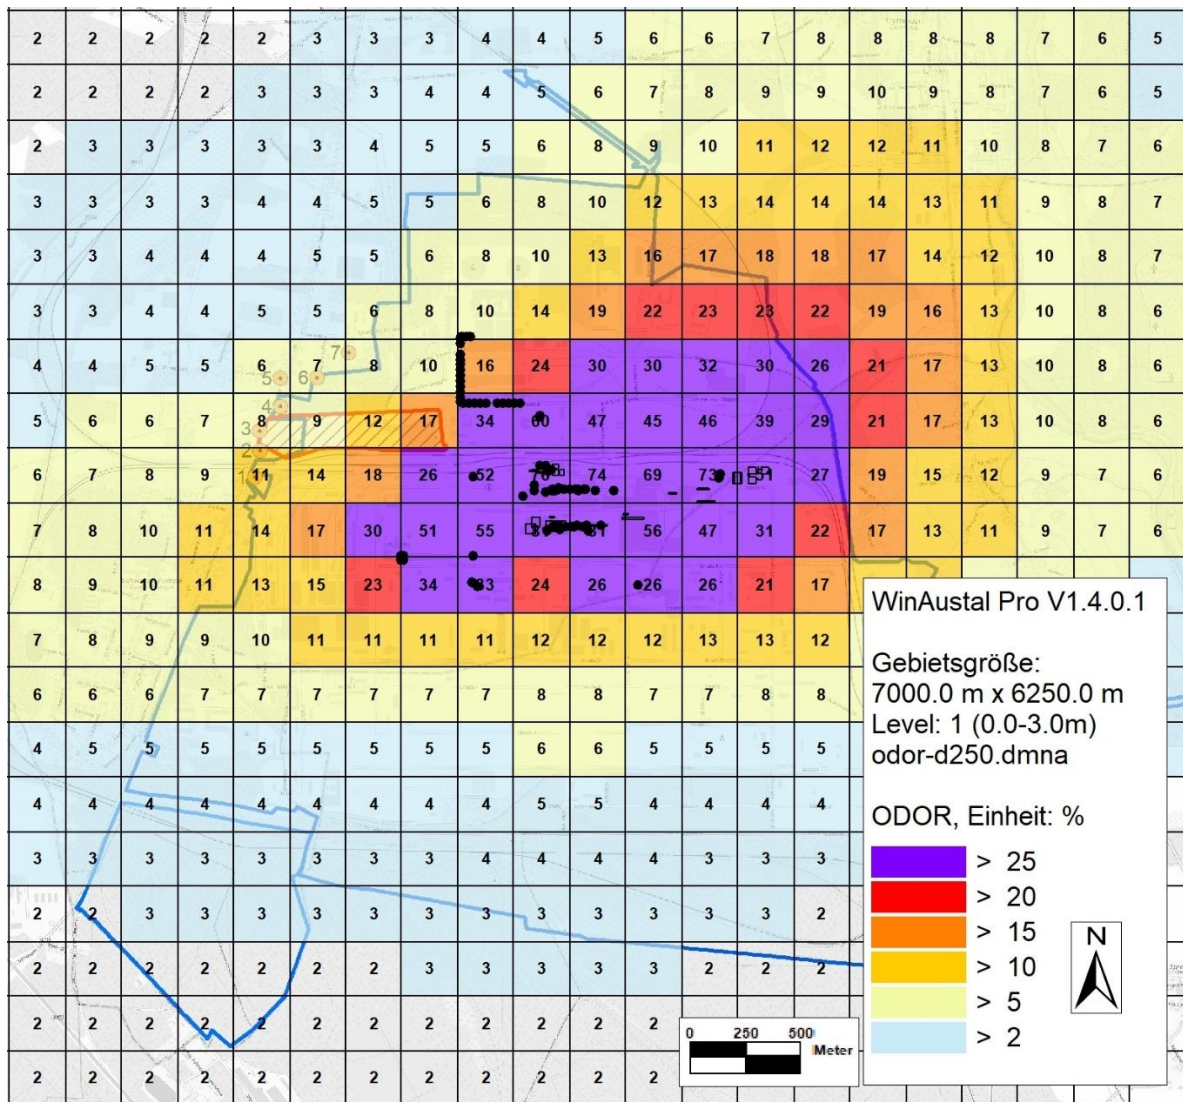 2 2 2 2 2 3 3 3 4 4 5 6 6 7 8 8 8 8 7 6 5
2 2 2 2 3 3 3 4 4 5 6 7 8 9 9 10 9 8 7 6 5
2 3 3 3 3 3 4 5 5 6 8 9 10 11 12 12 11 10 8 7 6
3 3 3 3 4 4 5 5 6 8 10 12 13 14 14 14 13 11 9 8 7
3 3 4 4 4 5 5 6 8 10 13 16 17 18 18 17 14 12 10 8 7
3 3 4 4 5 5 6 8 10 14 19 22 23 23 22 19 16 13 10 8 6
7
4 4 5 5 6 7 8 10 16 24 30 30 32 30 26 21 17 13 10 8 6
5 6
4
5 6 6 7 8 9 12 17 34 60 47 45 46 39 29 21 17 13 10 8 6
3
2
6 7 8 9 11 14 18 26 52 74 69 73 51 27 19 15 12 9 7 6
1
7 8 10 11 14 17 30 51 55 56 47 31 22 17 13 11 9 7 6
8 9 10 11 13 15 23 34 33 24 26 26 26 21 17
7 8 9 9 10 11 11 11 11 12 12 12 13 13 12
6 6 6 7 7 7 7 7 7 8 8 7 7 8 8
4 5 5 5 5 5 5 5 5 6 6 5 5 5 5
4 4 4 4 4 4 4 4 4 5 5 4 4 4 4
3 3 3 3 3 3 3 3 4 4 4 4 3 3 3
2 2 3 3 3 3 3 3 3 3 3 3 3 3 2
2 2 2 2 2 2 2 3 3 3 3 3 2 2 2
2 2 2 2 2 2 2 2 2 2 2 2
2 2 2 2 2 2 2 2 2 2 2 2
WinAustal Pro V1.4.0.1
Gebietsgröße:
7000.0 m x 6250.0 m
Level: 1 (0.0-3.0m)
odor-d250.dmna
ODOR, Einheit: %
> 25
> 20
> 15
> 10
> 5
> 2
N
0 250 500
Meter